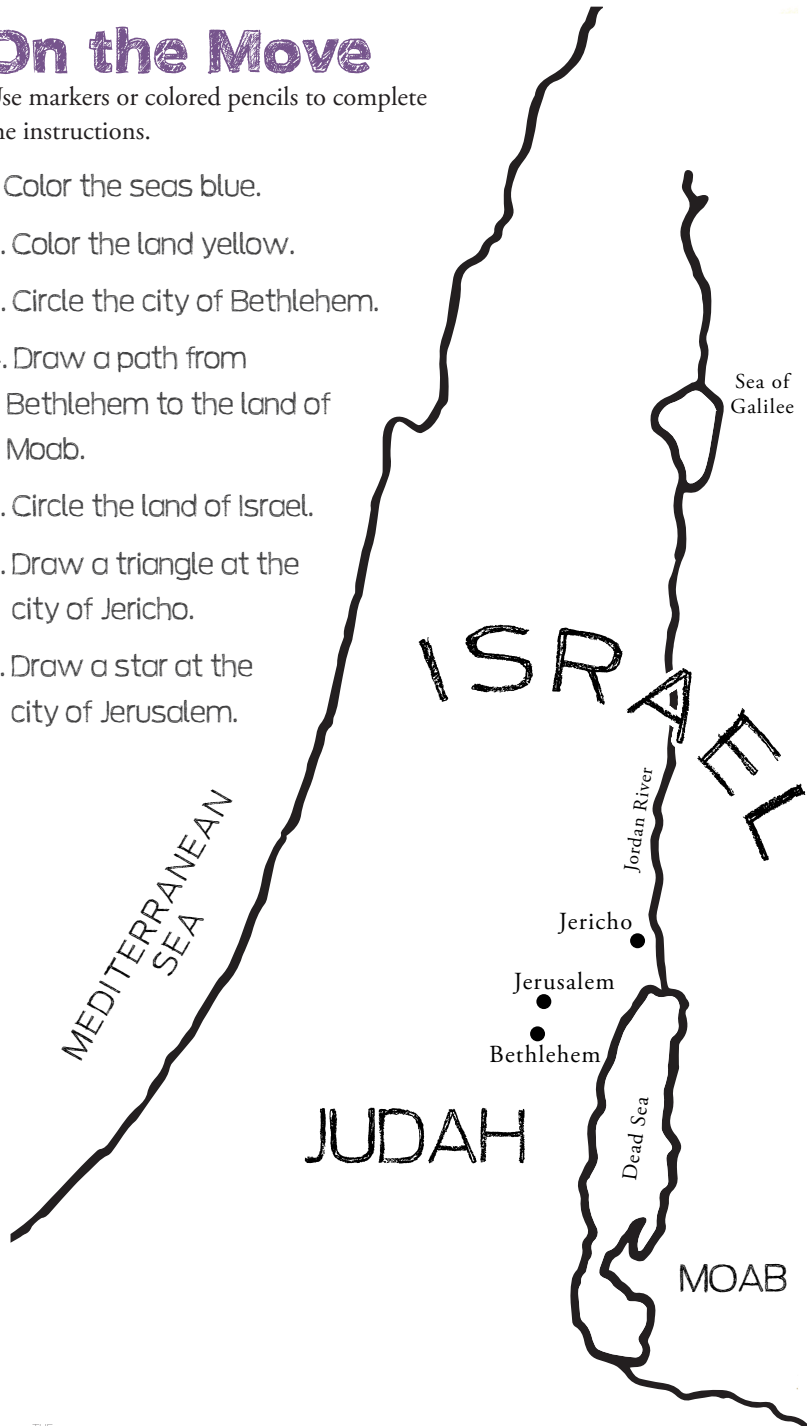 On the Move
Use markers or colored pencils to complete
the instructions.
Color the seas blue.
. Color the land yellow.
. Circle the city of Bethlehem.
. Draw a path from
Bethlehem to the land of
Moab.
. Circle the land of Israel.
. Draw a triangle at the
city of Jericho.
. Draw a star at the
city of Jerusalem.
Sea of
Galilee
ISRAEL
Jordan River
MEDITERRANEAN
SEA
Jericho
Jerusalem
Bethlehem
JUDAH
Dead Sea
MOAB
THE